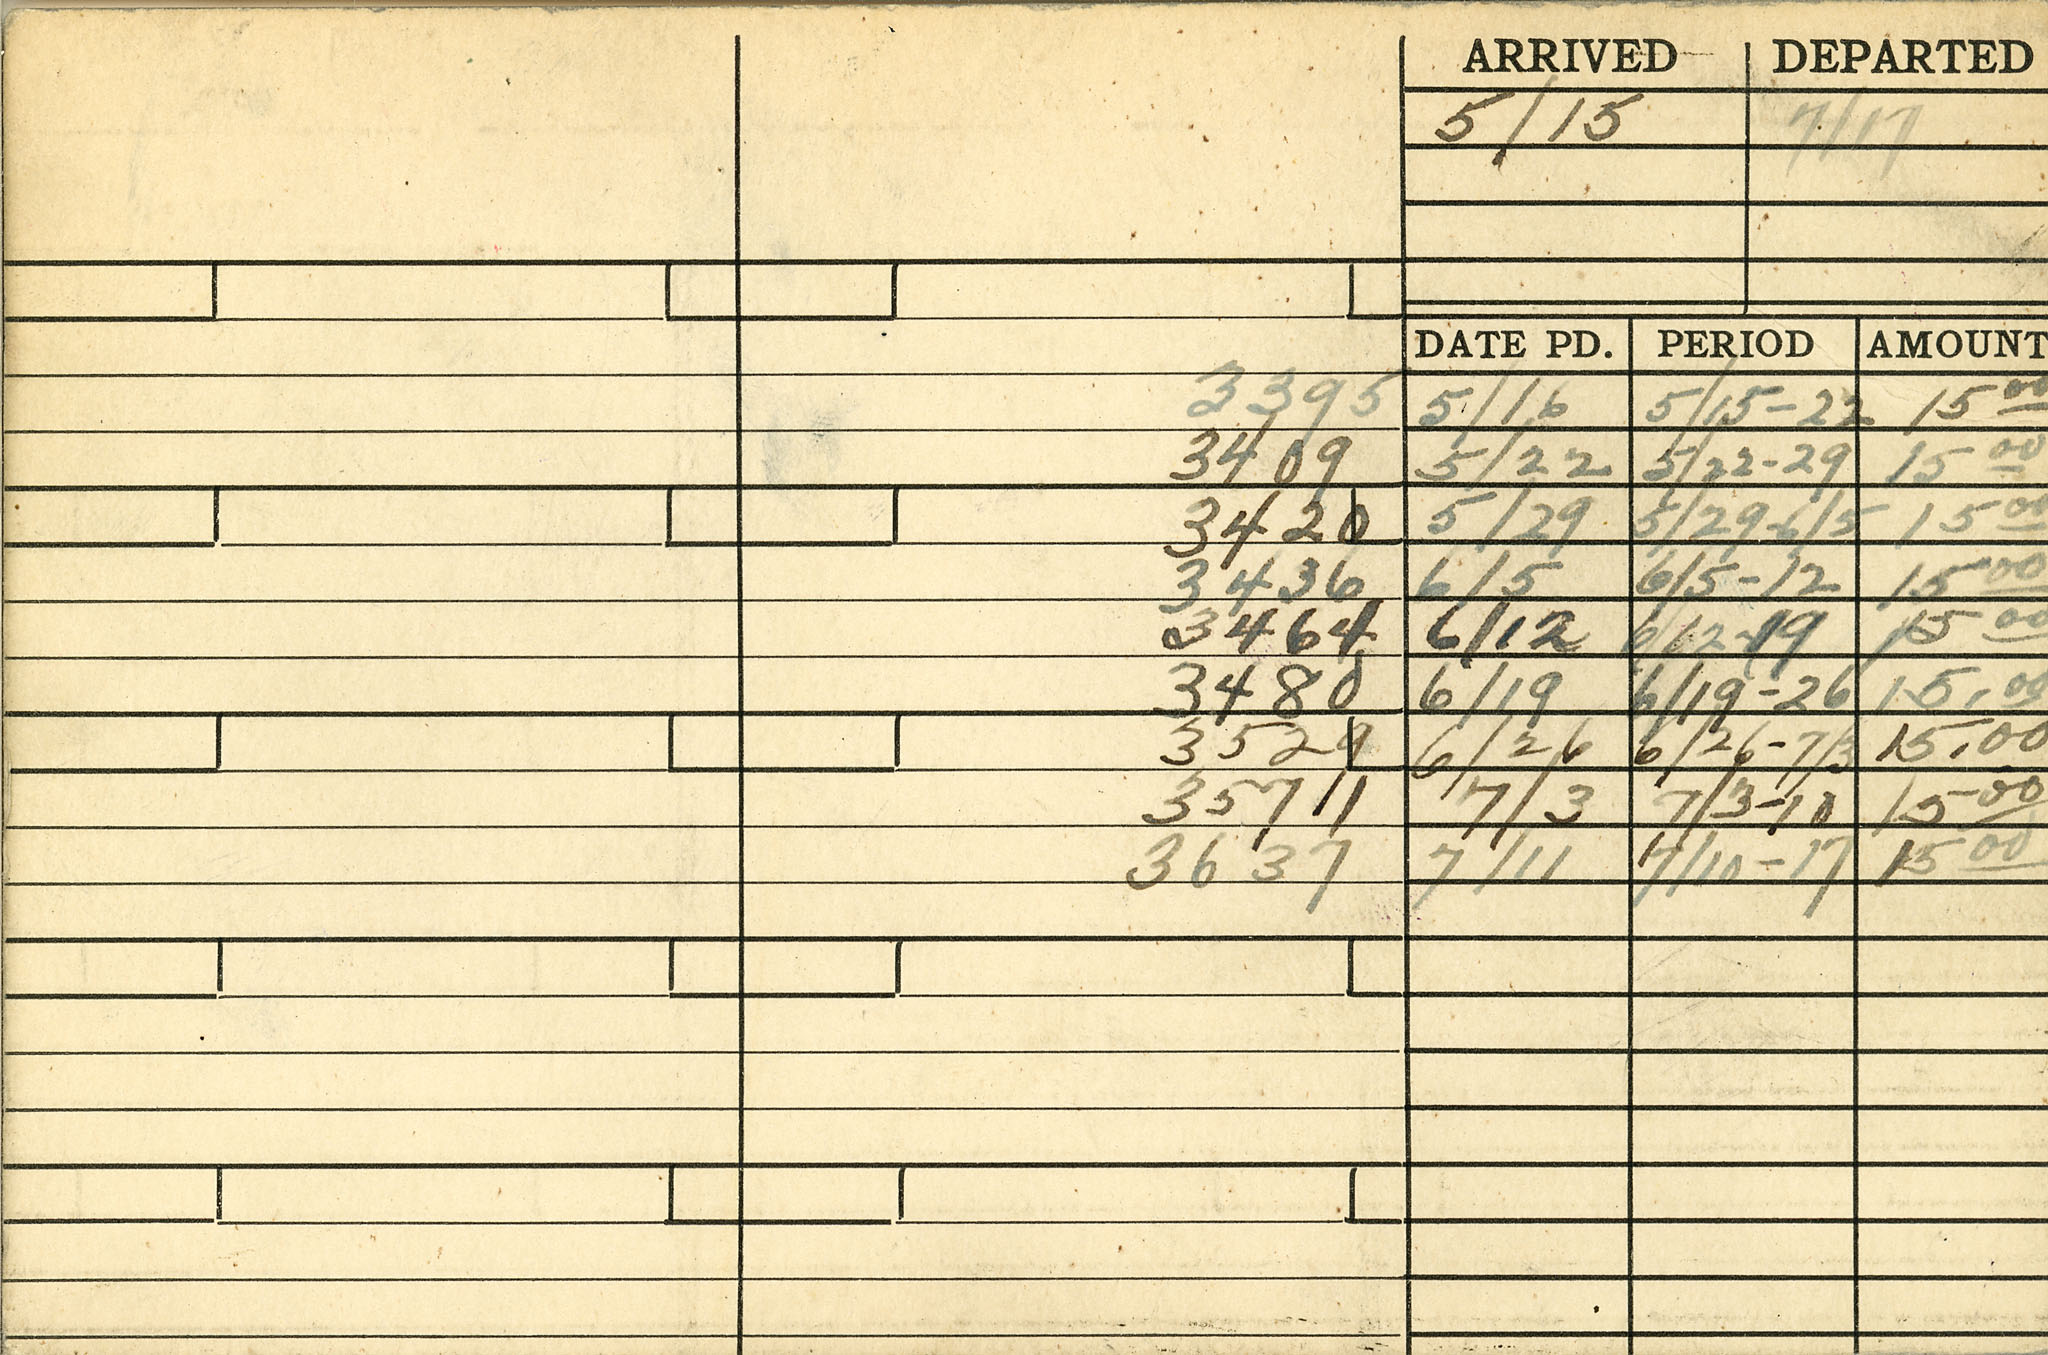 ARRIVED DEPARTED
5/15 7/17
DATE PD. PERIOD AMOUNT
3395 5/16 5/15-22 15 00
3409 5/22 5/22-29 15 00
3420 5/29 5/29-6/5 15 00
3436 6/5 6/5-12 15 00
3464 6/12 6/12-19 15 00
3480 6/19 6/19-26 15.00
3529 6/26 6/26-7/3 15.00
3571 7/3 7/3-10 15 00
3637 7/11 7/10-17 15 00